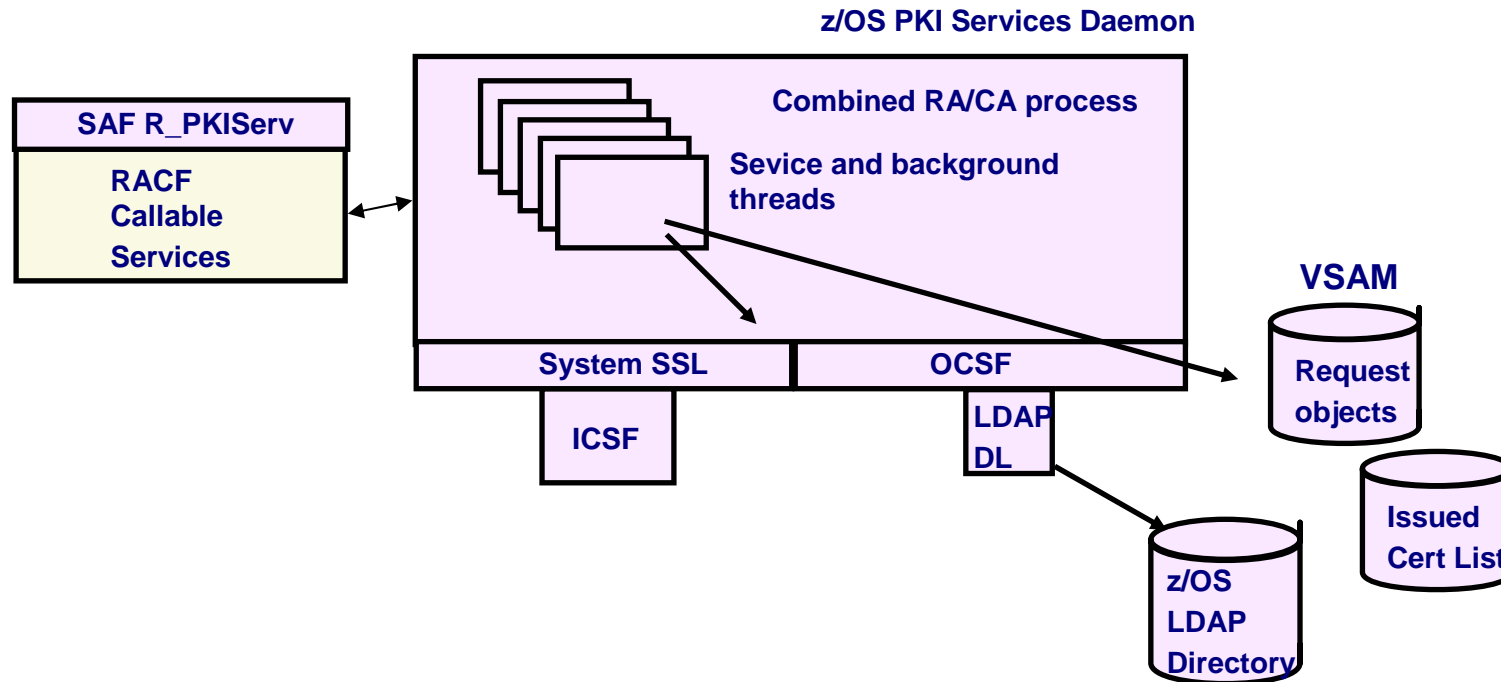 z/OS PKI Services Daemon
SAF R_PKIServ
RACF
Callable
Services
Combined RA/CA process
Sevice and background
threads
System SSL
OCSF
ICSF
LDAP
DL
VSAM
Request
objects
Issued
Cert List
z/OS
LDAP
Directory